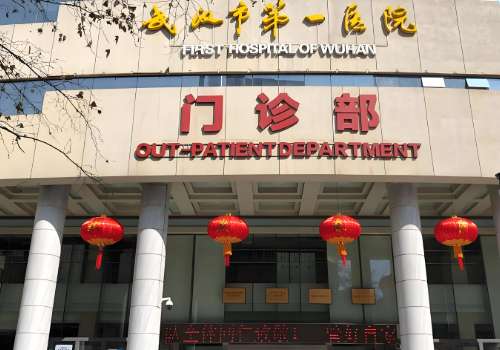 武汉市第一医院
FIRST HOSPITAL OF WUHAN
门诊部
OUT-PATIENT DEPARTMENT